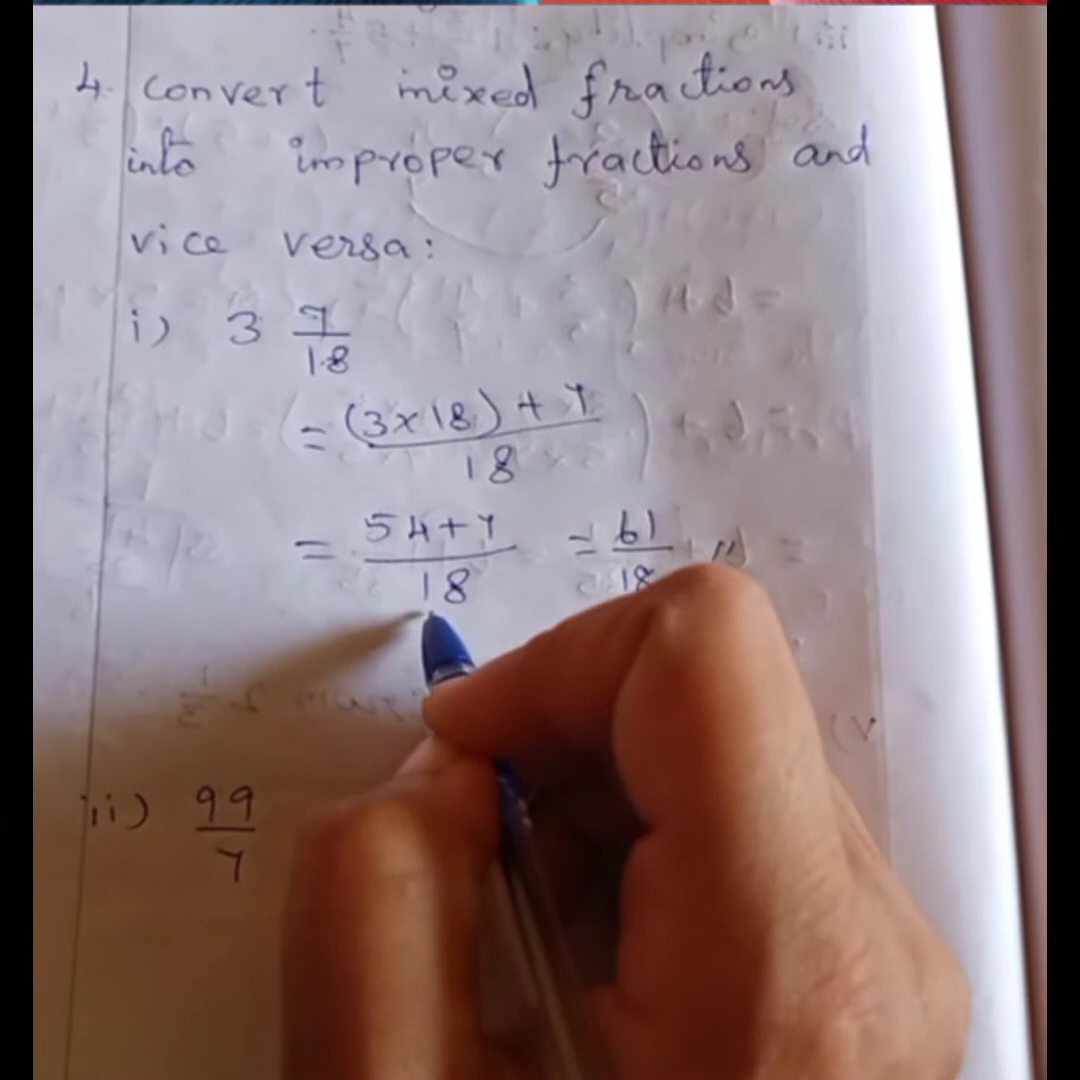 4. convert mixed fractions
into improper fractions and
vice versa:
i) 3 7/18
= (3×18) + 7 / 18
= 54+7 / 18 = 61/18 //
ii) 99/7